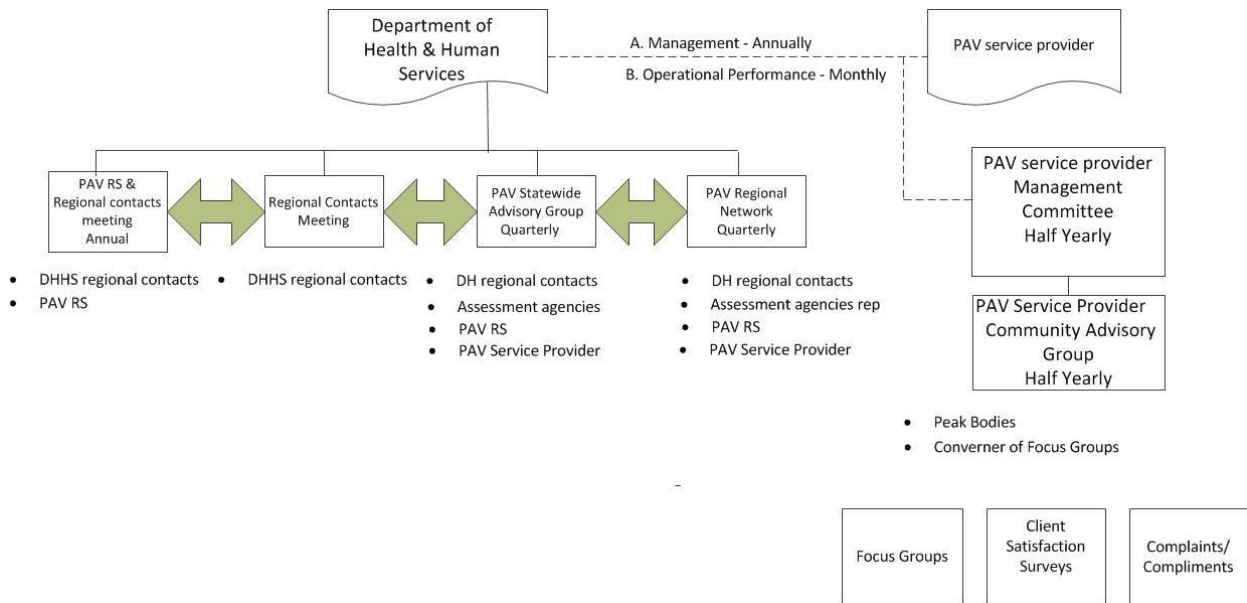 Department of
Health & Human
Services
A. Management - Annually
B. Operational Performance - Monthly
PAV service provider
PAV RS &
Regional contacts
meeting
Annual
Regional Contacts
Meeting
PAV Statewide
Advisory Group
Quarterly
PAV Regional
Network
Quarterly
PAV service provider
Management
Committee
Half Yearly
• DHHS regional contacts
• PAV RS
• DHHS regional contacts
• DH regional contacts
• Assessment agencies
• PAV RS
• PAV Service Provider
• DH regional contacts
• Assessment agencies rep
• PAV RS
• PAV Service Provider
PAV Service Provider
Community Advisory
Group
Half Yearly
• Peak Bodies
• Converner of Focus Groups
–
Focus Groups
Client
Satisfaction
Surveys
Complaints/
Compliments